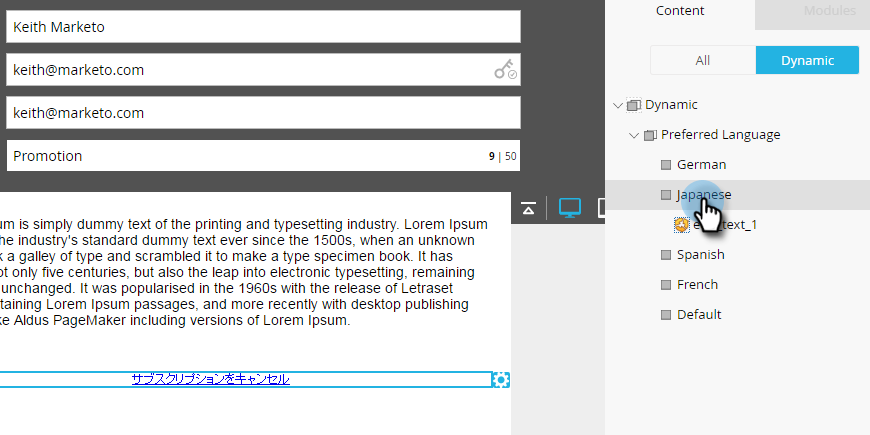 Keith Marketo
keith@marketo.com
keith@marketo.com
Promotion 9 | 50
um is simply dummy text of the printing and typesetting industry. Lorem Ipsum
he industry's standard dummy text ever since the 1500s, when an unknown
k a galley of type and scrambled it to make a type specimen book. It has
ot only five centuries, but also the leap into electronic typesetting, remaining
unchanged. It was popularised in the 1960s with the release of Letraset
taining Lorem Ipsum passages, and more recently with desktop publishing
ke Aldus PageMaker including versions of Lorem Ipsum.
サブスクリプションをキャンセル
Content
Modules
All
Dynamic
Dynamic
Preferred Language
German
Japanese
text_1
Spanish
French
Default